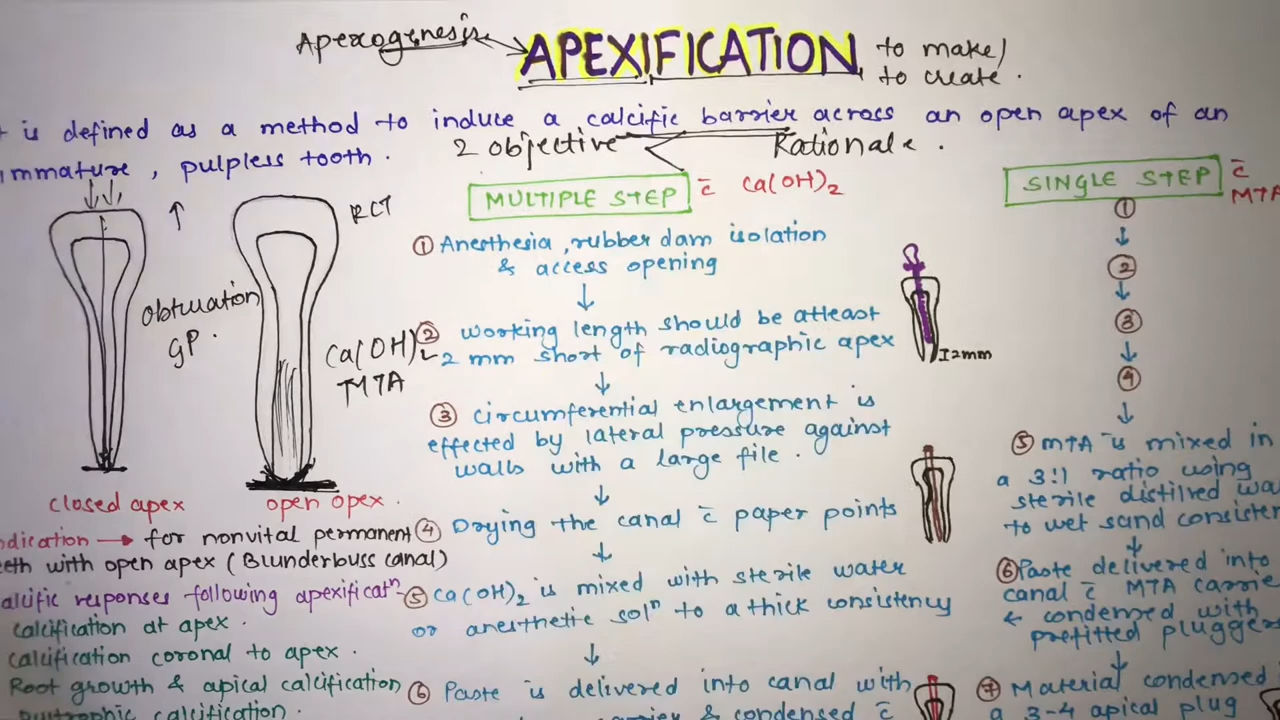 Apexogenesis
APEXIFICATION
to make/
to create.
is defined as a method to induce a calcific barrier across an open apex of an
mmature, pulpless tooth.
2 objective
Rationale.
MULTIPLE STEP c̄ Ca(OH)2
① Anesthesia, rubber dam isolation
& access opening
② working length should be atleast
2 mm short of radiographic apex
I2mm
③ circumferential enlargement is
effected by lateral pressure against
walls with a large file.
④ Drying the canal c̄ paper points
⑤ Ca(OH)2 is mixed with sterile water
or anesthetic solⁿ to a thick consistency
⑥ Paste is delivered into canal with
& condensed c̄
SINGLE STEP c̄
MTA
①
②
③
④
⑤ MTA is mixed in
a 3:1 ratio using
sterile distilled wa
to wet sand consisten
⑥ Paste delivered into
canal c̄ MTA carrie
& condensed with
prefitted plugger
⑦ Material condensed
a 3-4 apical plug
RCT
obturation
GP.
Ca(OH)2
MTA
closed apex
open opex.
dication → for nonvital permanent
eeth with open apex (Blunderbuss canal)
alcific responses following apexificatⁿ
calcification at apex.
calcification coronal to apex.
Root growth & apical calcification
calcification.